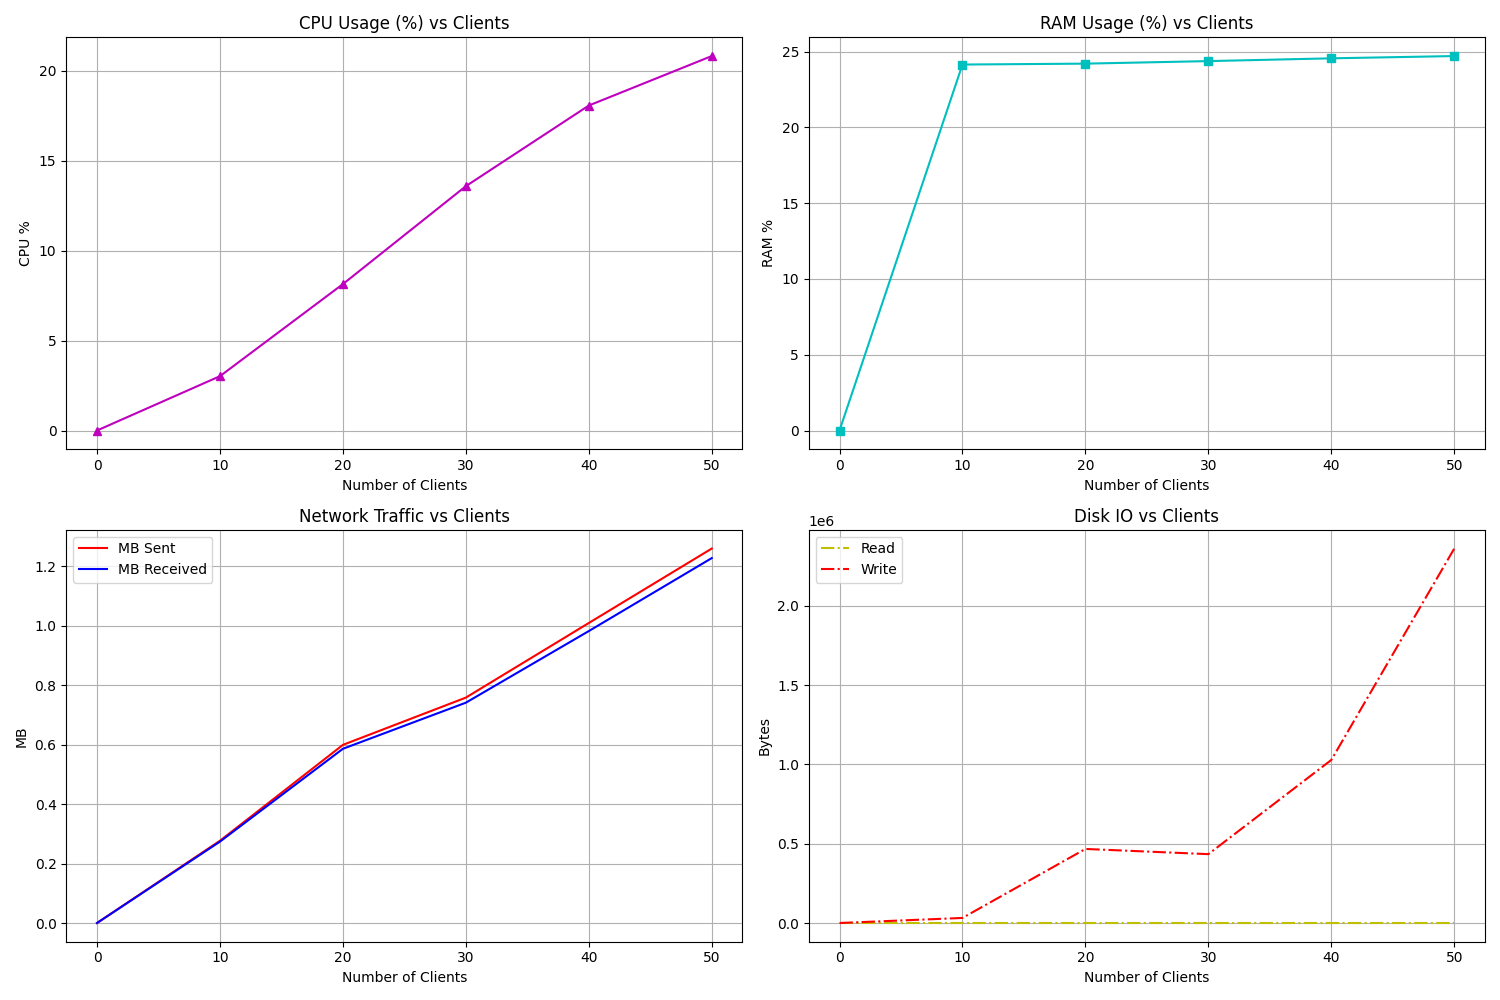 CPU Usage (%) vs Clients
CPU %
20
15
10
5
0
0 10 20 30 40 50
Number of Clients
RAM Usage (%) vs Clients
RAM %
25
20
15
10
5
0
0 10 20 30 40 50
Number of Clients
Network Traffic vs Clients
MB Sent
MB Received
MB
1.2
1.0
0.8
0.6
0.4
0.2
0.0
0 10 20 30 40 50
Number of Clients
Disk IO vs Clients
1e6
Read
Write
Bytes
2.0
1.5
1.0
0.5
0.0
0 10 20 30 40 50
Number of Clients